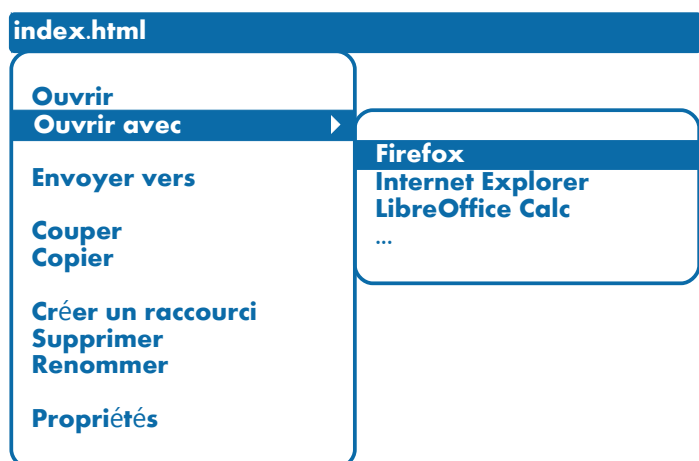 index.html
Ouvrir
Ouvrir avec
Envoyer vers
Couper
Copier
Créer un raccourci
Supprimer
Renommer
Propriétés
Firefox
Internet Explorer
LibreOffice Calc
...